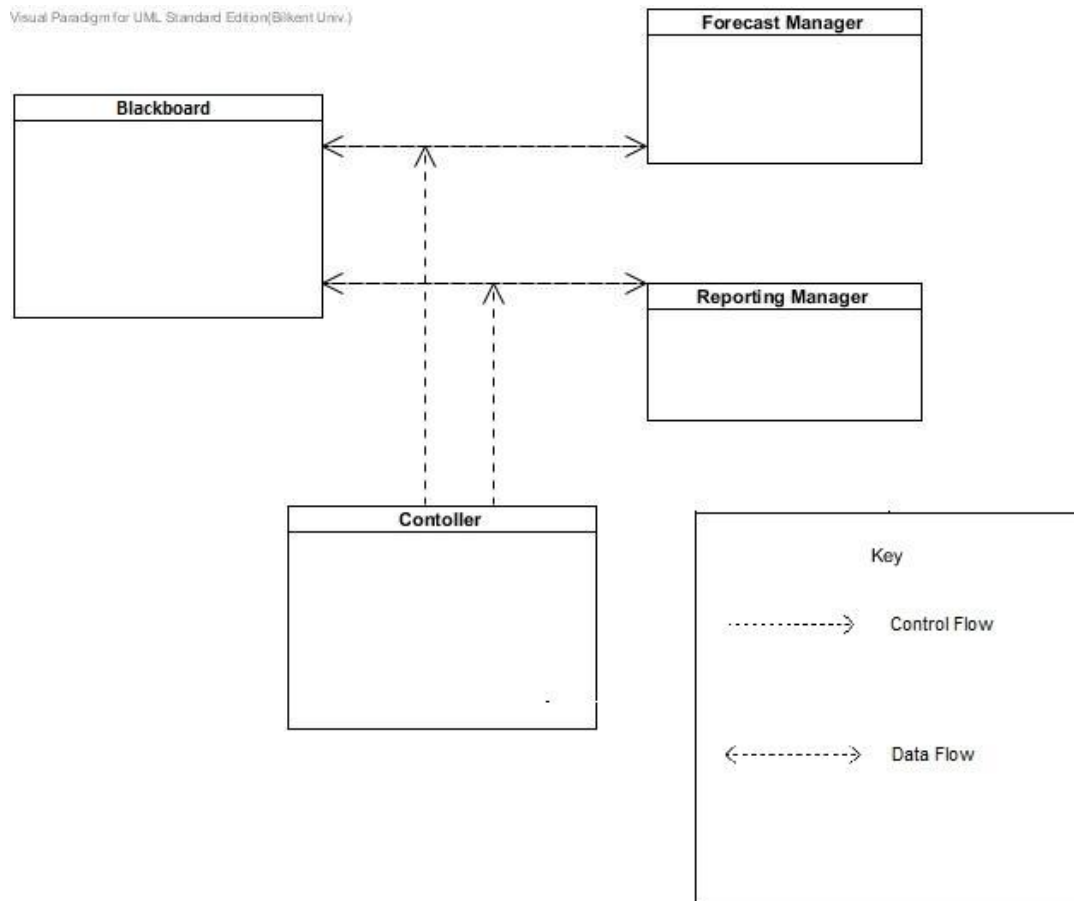 Visual Paradigm for UML Standard Edition(Bilkent Univ.)
Forecast Manager
Blackboard
Reporting Manager
Contoller
Key
Control Flow
Data Flow